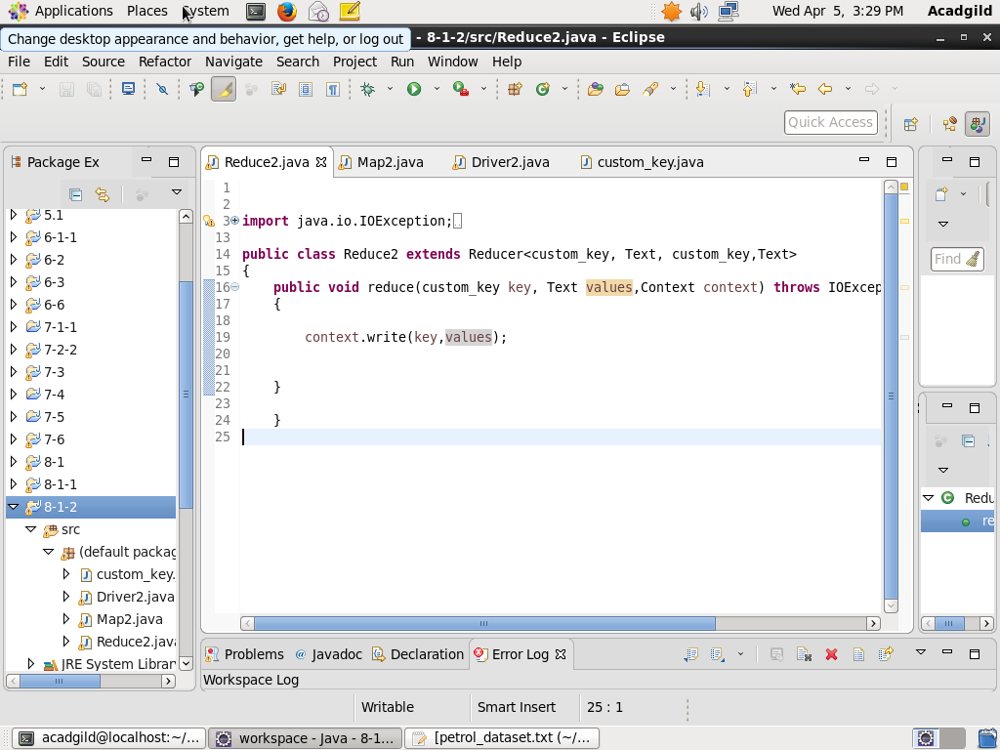 Applications Places System Wed Apr 5, 3:29 PM Acadgild
Change desktop appearance and behavior, get help, or log out - 8-1-2/src/Reduce2.java - Eclipse
File Edit Source Refactor Navigate Search Project Run Window Help
Quick Access
Package Ex
Reduce2.java Map2.java Driver2.java custom_key.java
5.1
6-1-1
6-2
6-3
6-6
7-1-1
7-2-2
7-3
7-4
7-5
7-6
8-1
8-1-1
8-1-2
src
(default packag
custom_key.
Driver2.java
Map2.java
Reduce2.java
JRE System Librar
1
2
3 import java.io.IOException;
13
14 public class Reduce2 extends Reducer<custom_key, Text, custom_key,Text>
15 {
16 public void reduce(custom_key key, Text values,Context context) throws IOExcep
17 {
18
19 context.write(key,values);
20
21
22 }
23
24 }
25
Find
Redu
re
Problems @ Javadoc Declaration Error Log
Workspace Log
Writable Smart Insert 25 : 1
acadgild@localhost:~/... workspace - Java - 8-1... [petrol_dataset.txt (~/...